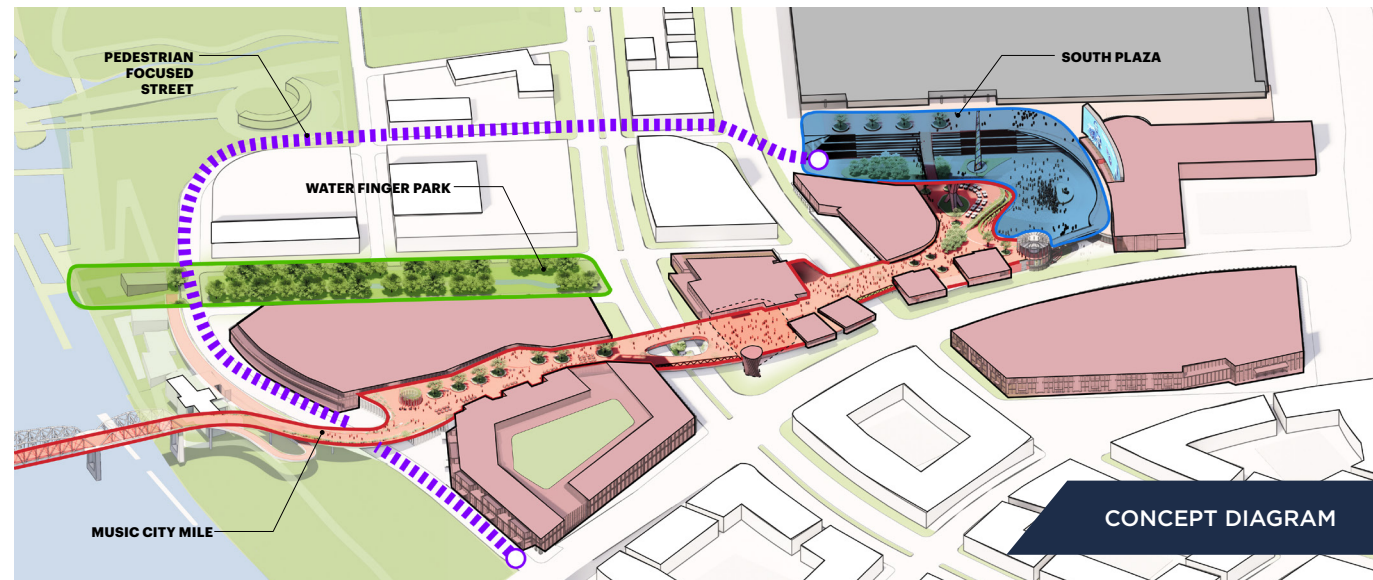 PEDESTRIAN
FOCUSED
STREET
SOUTH PLAZA
WATER FINGER PARK
MUSIC CITY MILE
CONCEPT DIAGRAM